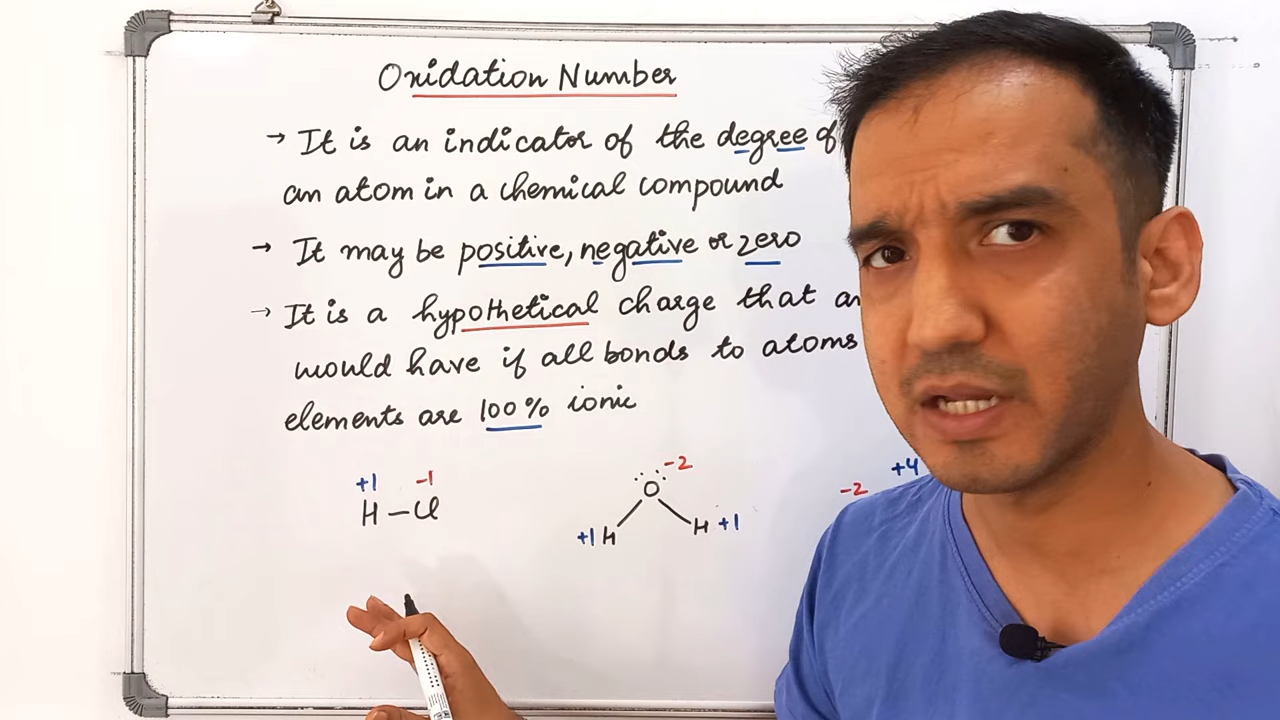 Oxidation Number
→ It is an indicator of the degree of
an atom in a chemical compound
→ It may be positive, negative or zero
→ It is a hypothetical charge that an
would have if all bonds to atoms
elements are 100% ionic
+1 -1
H - Cl
-2
O
+1 H H +1
+4
-2